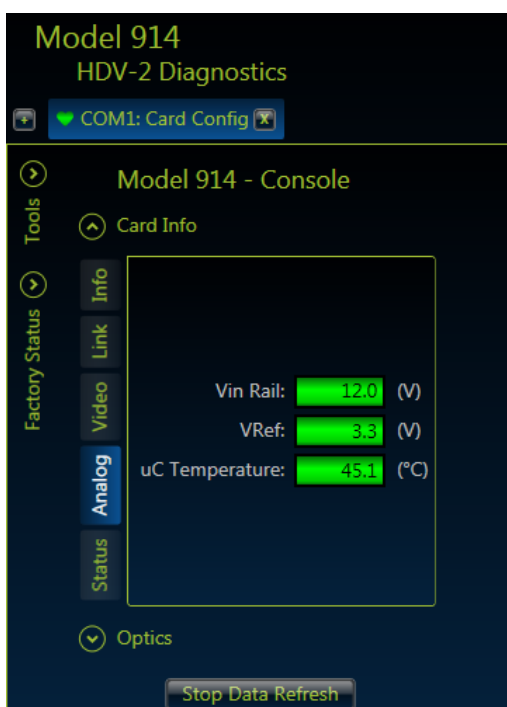 Model 914
HDV-2 Diagnostics
+ COM1: Card Config X
Tools
Factory Status
Model 914 - Console
Card Info
Info
Link
Video
Analog
Status
Vin Rail: 12.0 (V)
VRef: 3.3 (V)
uC Temperature: 45.1 (°C)
Optics
Stop Data Refresh